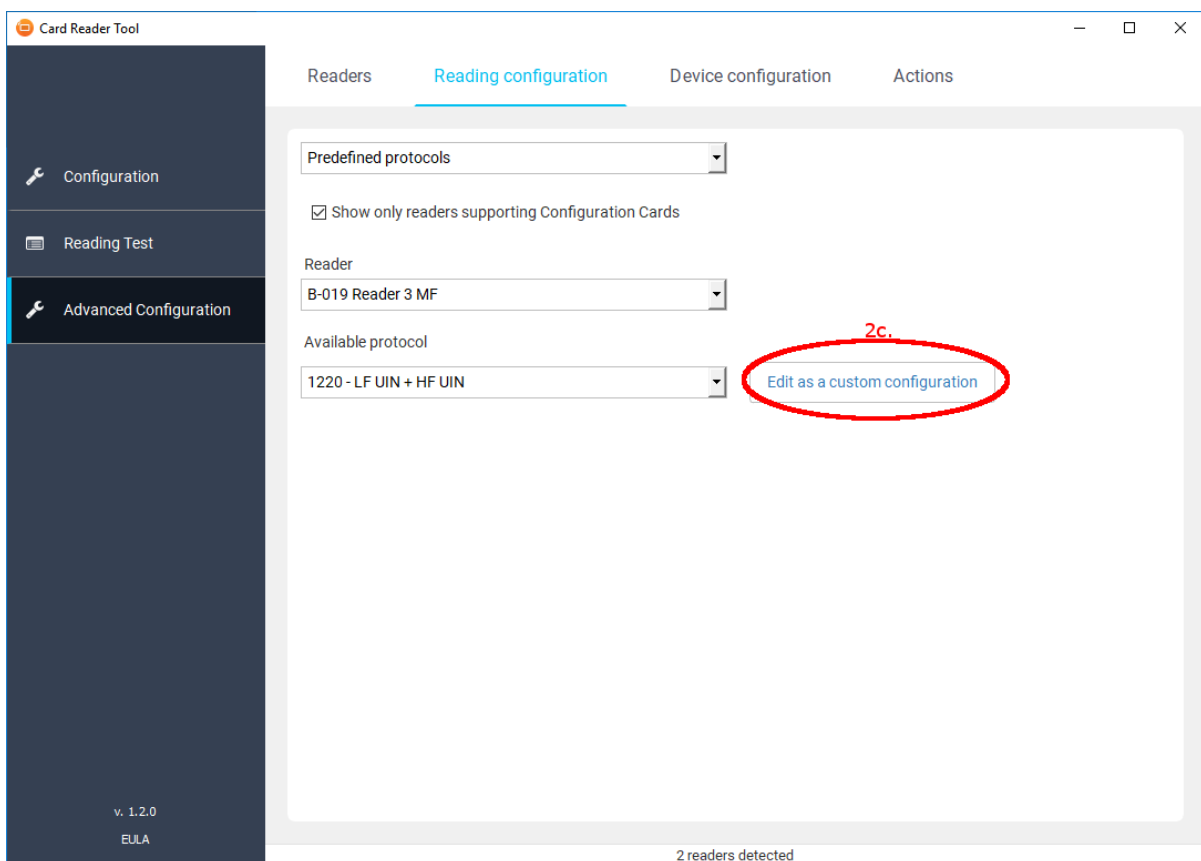 Card Reader Tool
Readers Reading configuration Device configuration Actions
Configuration
Reading Test
Advanced Configuration
Predefined protocols
Show only readers supporting Configuration Cards
Reader
B-019 Reader 3 MF
Available protocol
2c.
1220 - LF UIN + HF UIN
Edit as a custom configuration
v. 1.2.0
EULA
2 readers detected